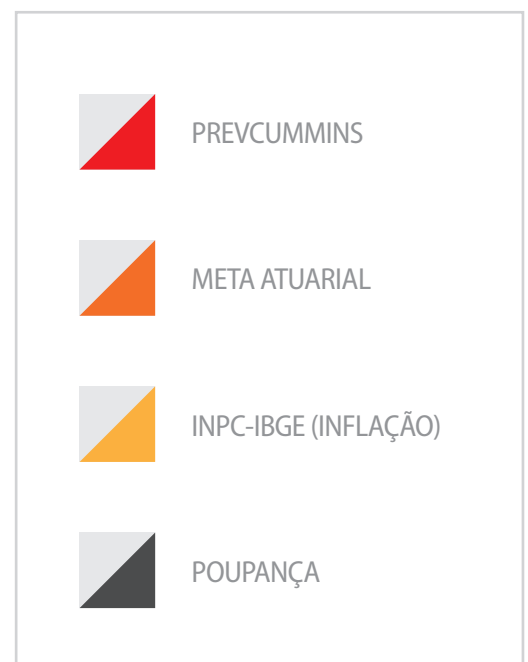 PREVCUMMINS
META ATUARIAL
INPC-IBGE (INFLAÇÃO)
POUPANÇA